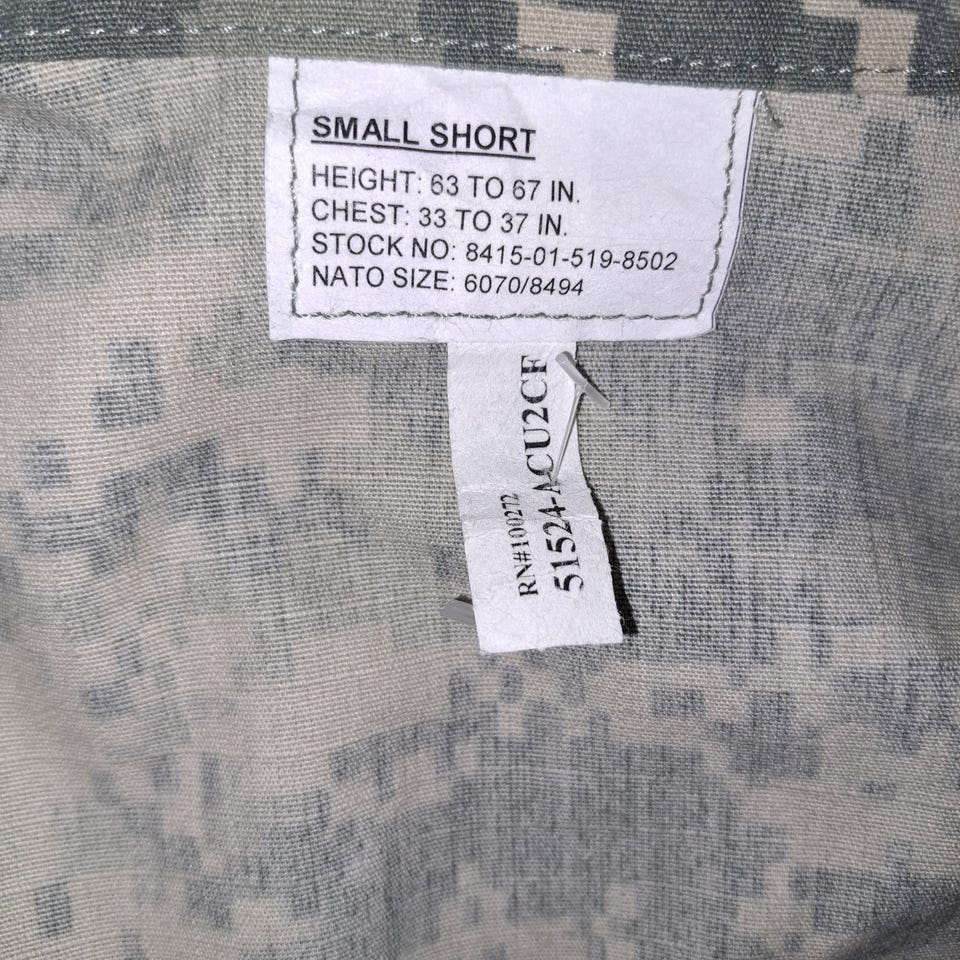 SMALL SHORT
HEIGHT: 63 TO 67 IN.
CHEST: 33 TO 37 IN.
STOCK NO: 8415-01-519-8502
NATO SIZE: 6070/8494
RN#100272
51524-ACU2CF